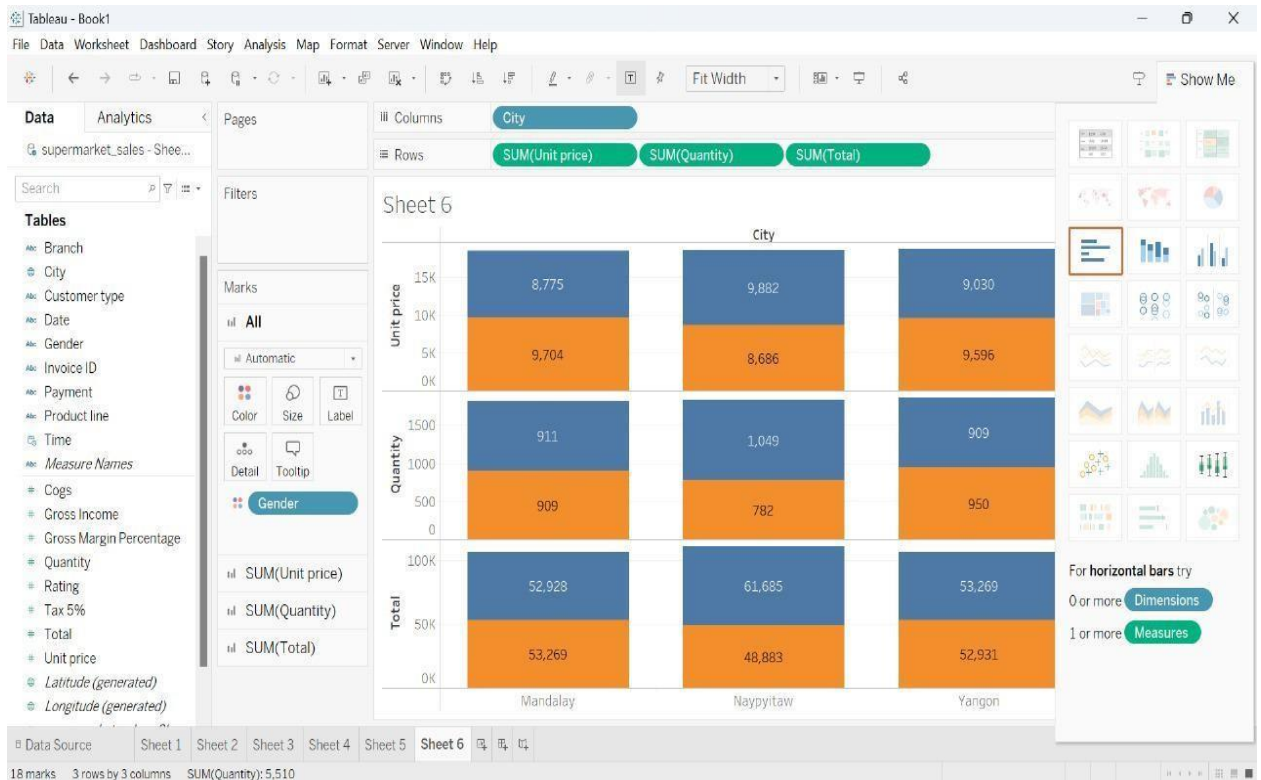 Tableau - Book1
File Data Worksheet Dashboard Story Analysis Map Format Server Window Help
Fit Width
Show Me
Data Analytics
Pages
Columns City
supermarket_sales - Shee...
Rows SUM(Unit price) SUM(Quantity) SUM(Total)
Search
Filters
Sheet 6
Tables
City
Abc Branch
City
Abc Customer type
Abc Date
Abc Gender
Abc Invoice ID
Abc Payment
Abc Product line
Time
Abc Measure Names
Cogs
Gross Income
Gross Margin Percentage
Quantity
Rating
Tax 5%
Total
Unit price
Latitude (generated)
Longitude (generated)
Marks
All
Automatic
Color Size Label
Detail Tooltip
Gender
SUM(Unit price)
SUM(Quantity)
SUM(Total)
Unit price
15K
10K
5K
0K
8,775 9,882 9,030
9,704 8,686 9,596
Quantity
1500
1000
500
0
911 1,049 909
909 782 950
Total
100K
50K
0K
52,928 61,685 53,269
53,269 48,883 52,931
Mandalay Naypyitaw Yangon
For horizontal bars try
0 or more Dimensions
1 or more Measures
Data Source Sheet 1 Sheet 2 Sheet 3 Sheet 4 Sheet 5 Sheet 6
18 marks 3 rows by 3 columns SUM(Quantity): 5,510